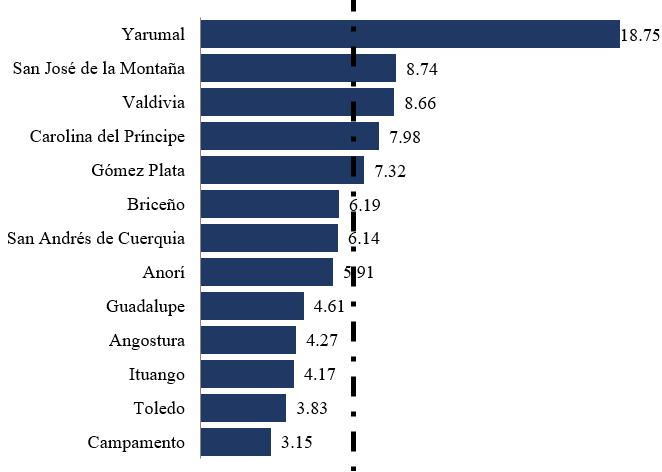 Yarumal 18.75
San José de la Montaña 8.74
Valdivia 8.66
Carolina del Príncipe 7.98
Gómez Plata 7.32
Briceño 6.19
San Andrés de Cuerquia 6.14
Anorí 5.91
Guadalupe 4.61
Angostura 4.27
Ituango 4.17
Toledo 3.83
Campamento 3.15